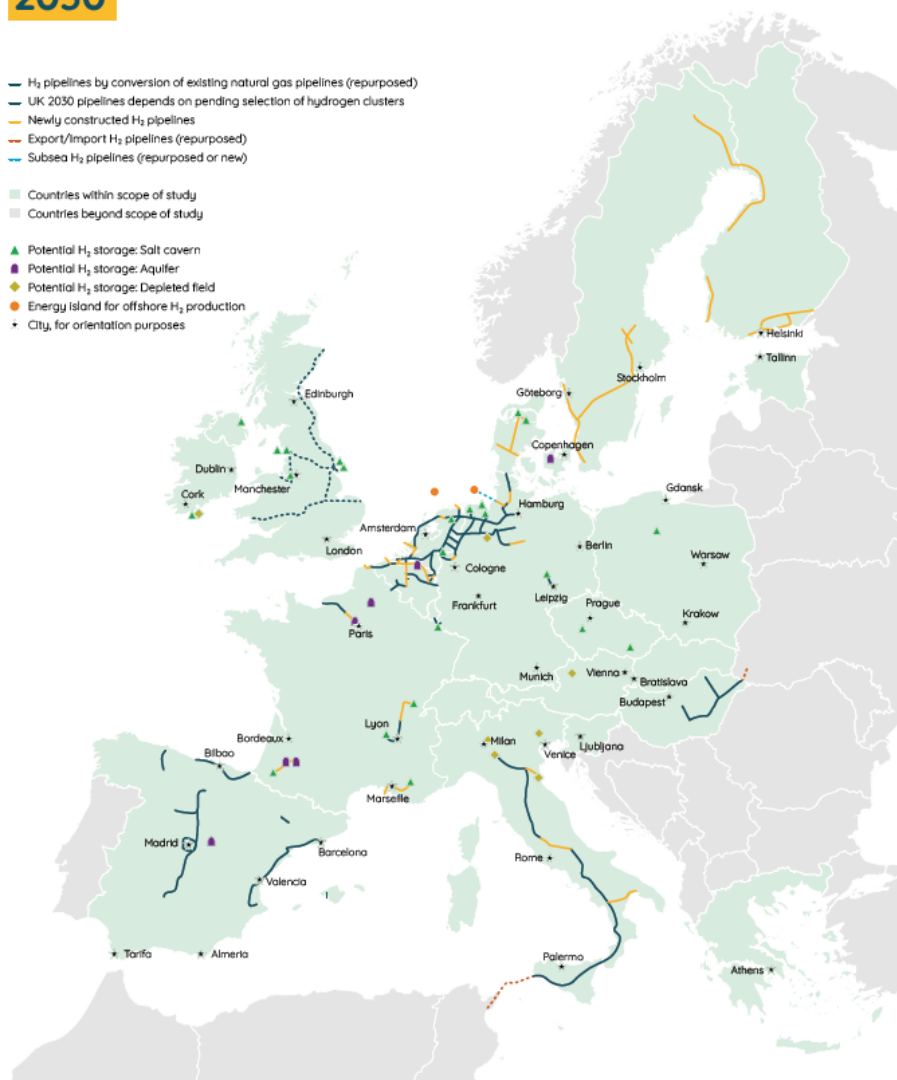 2030
H₂ pipelines by conversion of existing natural gas pipelines (repurposed)
UK 2030 pipelines depends on pending selection of hydrogen clusters
Newly constructed H₂ pipelines
Export/Import H₂ pipelines (repurposed)
Subsea H₂ pipelines (repurposed or new)
Countries within scope of study
Countries beyond scope of study
Potential H₂ storage: Salt cavern
Potential H₂ storage: Aquifer
Potential H₂ storage: Depleted field
Energy island for offshore H₂ production
City, for orientation purposes
Helsinki
Tallinn
Stockholm
Göteborg
Edinburgh
Copenhagen
Dublin
Manchester
Cork
Gdansk
Hamburg
Amsterdam
London
Berlin
Warsaw
Cologne
Leipzig
Frankfurt
Prague
Krakow
Paris
Munich
Vienna
Bratislava
Budapest
Lyon
Bordeaux
Milan
Ljubljana
Bilbao
Venice
Marseille
Madrid
Barcelona
Rome
Valencia
Tarifa
Almeria
Palermo
Athens